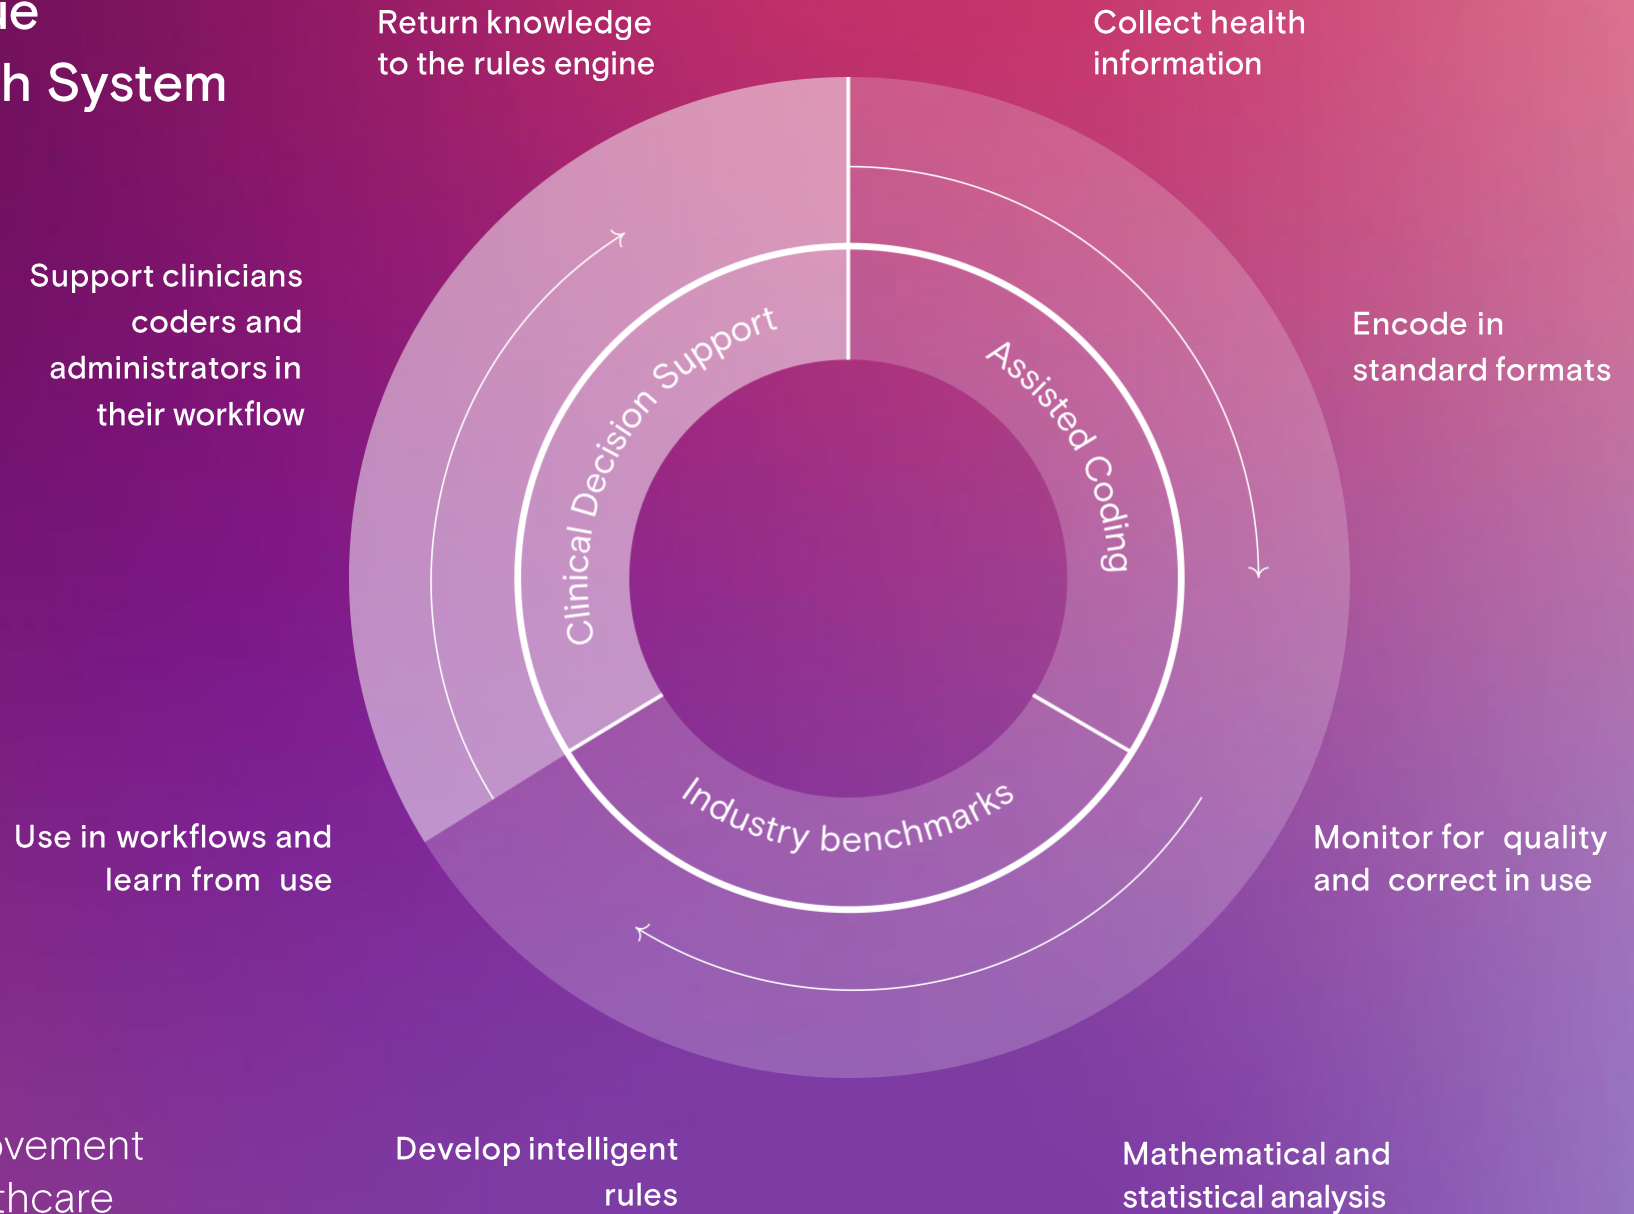 h System
Return knowledge
to the rules engine
Collect health
information
Encode in
standard formats
Monitor for quality
and correct in use
Mathematical and
statistical analysis
Develop intelligent
rules
Use in workflows and
learn from use
Support clinicians
coders and
administrators in
their workflow
Clinical Decision Support
Assisted Coding
Industry benchmarks